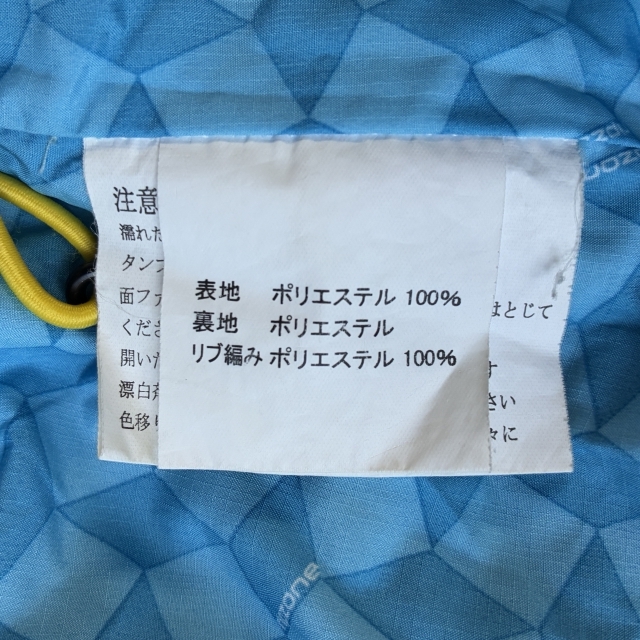 注意
濡れた
タンブ
面ファ
くださ
開いた
漂白剤
色移り
表地 ポリエステル 100%
裏地 ポリエステル
リブ編み ポリエステル 100%
はとじて
す
さい
々に
ozone